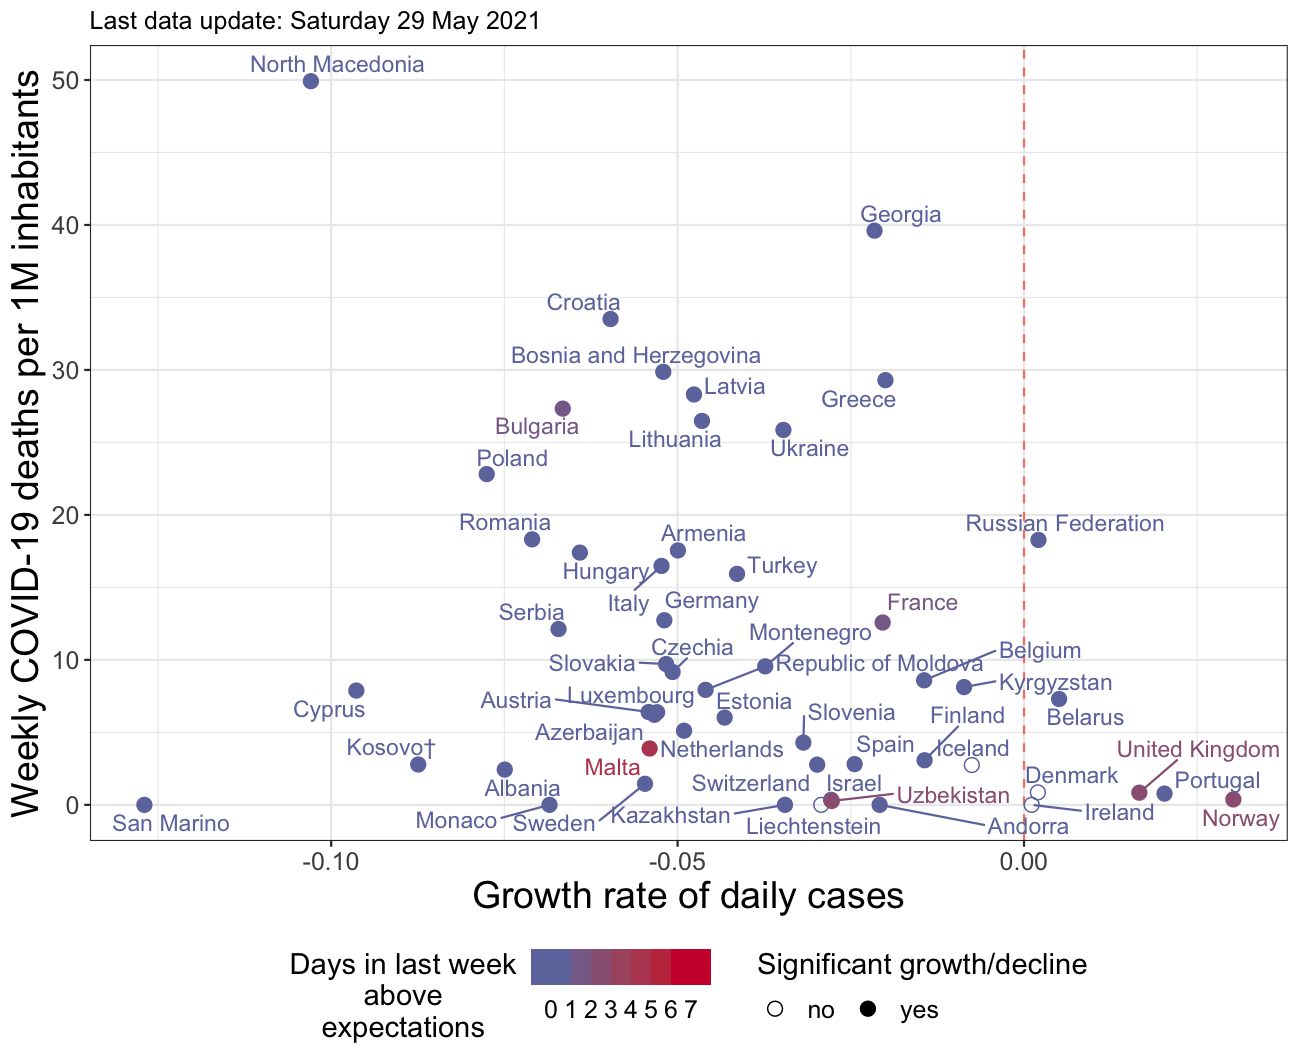 Last data update: Saturday 29 May 2021
Weekly COVID-19 deaths per 1M inhabitants
50
40
30
20
10
0
North Macedonia
Georgia
Croatia
Bosnia and Herzegovina
Latvia
Greece
Bulgaria
Lithuania
Ukraine
Poland
Romania
Armenia
Russian Federation
Hungary
Turkey
Italy
Germany
France
Serbia
Montenegro
Czechia
Belgium
Slovakia
Republic of Moldova
Kyrgyzstan
Austria
Luxembourg
Estonia
Cyprus
Slovenia
Finland
Belarus
Azerbaijan
Kosovo†
Netherlands
Spain
Iceland
United Kingdom
Malta
Denmark
Albania
Switzerland
Israel
Portugal
Uzbekistan
San Marino
Monaco
Sweden
Kazakhstan
Liechtenstein
Andorra
Ireland
Norway
-0.10
-0.05
0.00
Growth rate of daily cases
Days in last week
above
expectations
0 1 2 3 4 5 6 7
Significant growth/decline
no
yes